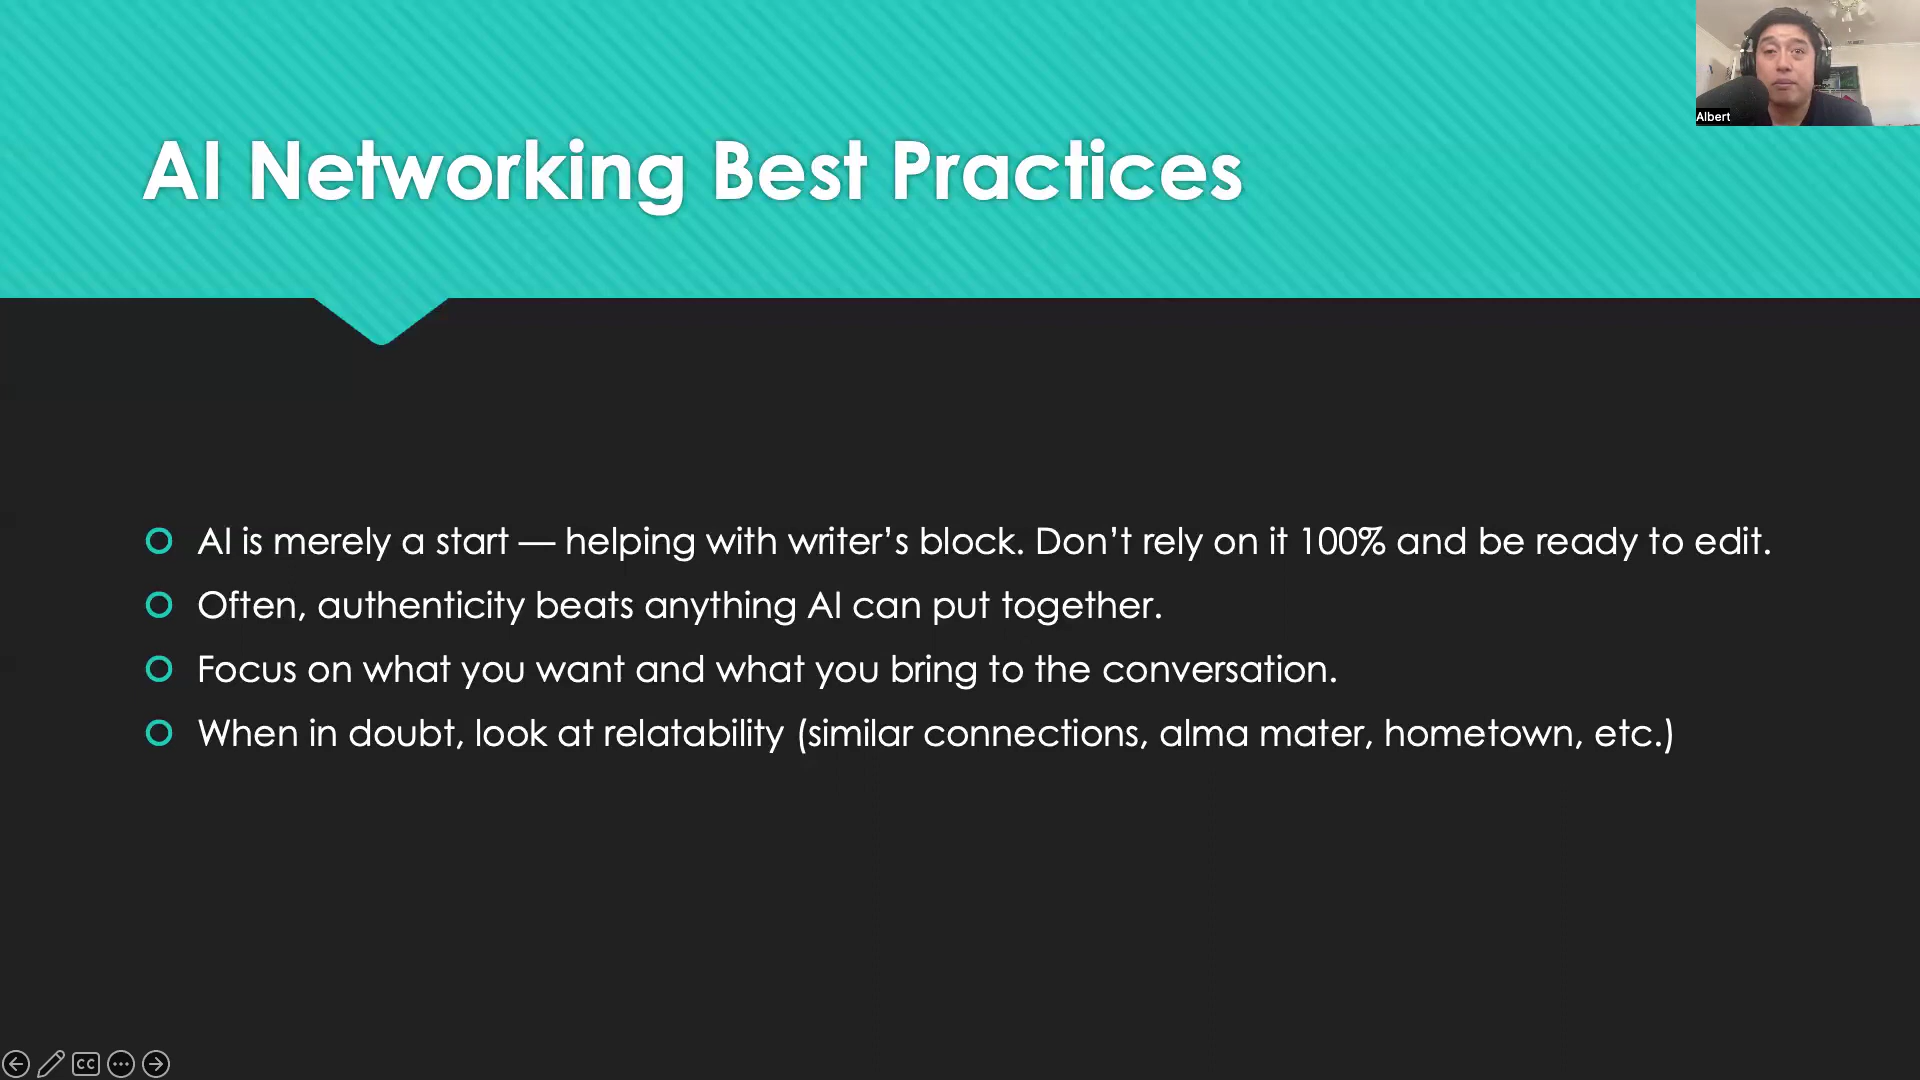 AI Networking Best Practices
Albert
AI is merely a start — helping with writer’s block. Don’t rely on it 100% and be ready to edit.
Often, authenticity beats anything AI can put together.
Focus on what you want and what you bring to the conversation.
When in doubt, look at relatability (similar connections, alma mater, hometown, etc.)
CC